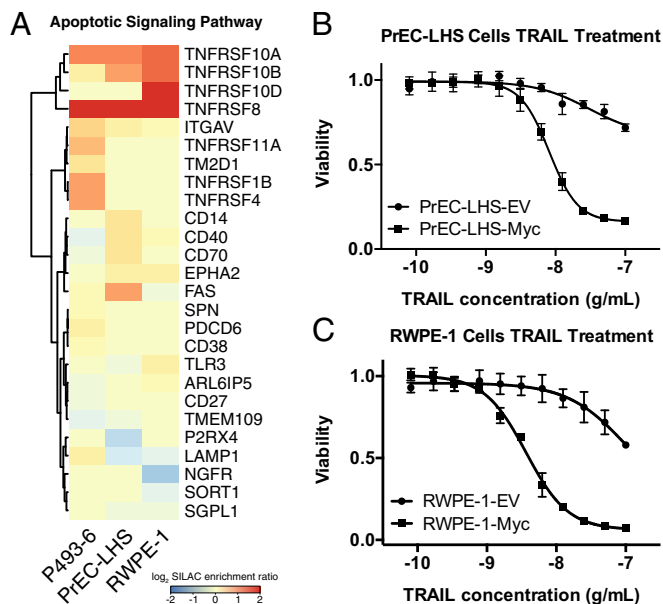 A
Apoptotic Signaling Pathway
TNFRSF10A
TNFRSF10B
TNFRSF10D
TNFRSF8
ITGAV
TNFRSF11A
TM2D1
TNFRSF1B
TNFRSF4
CD14
CD40
CD70
EPHA2
FAS
SPN
PDCD6
CD38
TLR3
ARL6IP5
CD27
TMEM109
P2RX4
LAMP1
NGFR
SORT1
SGPL1
P493-6
PrEC-LHS
RWPE-1
log₂ SILAC enrichment ratio
-2 -1 0 1 2
B
PrEC-LHS Cells TRAIL Treatment
Viability
1.0
0.5
0.0
PrEC-LHS-EV
PrEC-LHS-Myc
-10 -9 -8 -7
TRAIL concentration (g/mL)
C
RWPE-1 Cells TRAIL Treatment
Viability
1.0
0.5
0.0
RWPE-1-EV
RWPE-1-Myc
-10 -9 -8 -7
TRAIL concentration (g/mL)